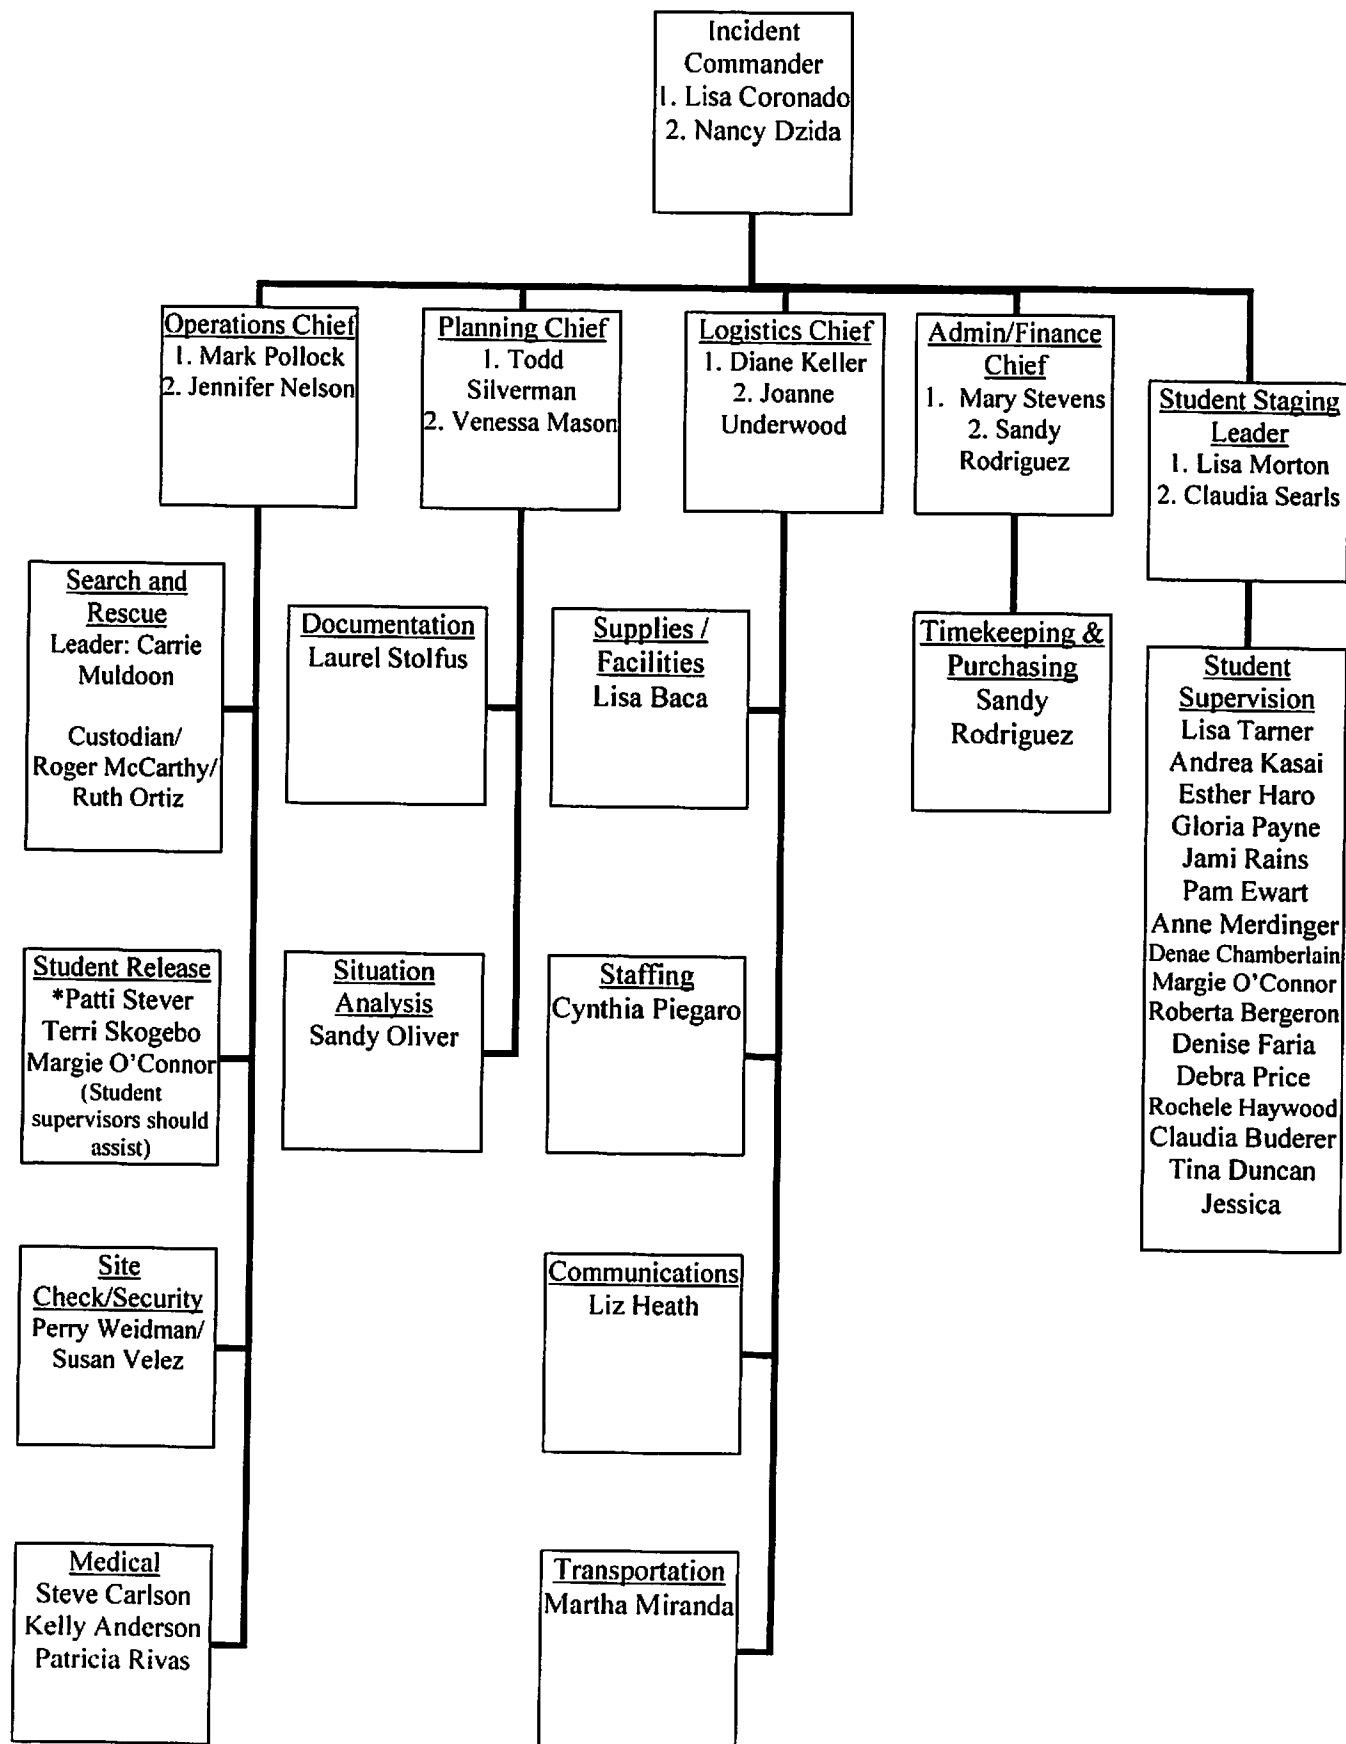 Incident
Commander
1. Lisa Coronado
2. Nancy Dzida
Operations Chief
1. Mark Pollock
2. Jennifer Nelson
Planning Chief
1. Todd
Silverman
2. Venessa Mason
Logistics Chief
1. Diane Keller
2. Joanne
Underwood
Admin/Finance
Chief
1. Mary Stevens
2. Sandy
Rodriguez
Student Staging
Leader
1. Lisa Morton
2. Claudia Searls
Search and
Rescue
Leader: Carrie
Muldoon
Custodian/
Roger McCarthy/
Ruth Ortiz
Documentation
Laurel Stolfus
Supplies /
Facilities
Lisa Baca
Timekeeping &
Purchasing
Sandy
Rodriguez
Student
Supervision
Lisa Tarner
Andrea Kasai
Esther Haro
Gloria Payne
Jami Rains
Pam Ewart
Anne Merdinger
Denae Chamberlain
Margie O'Connor
Roberta Bergeron
Denise Faria
Debra Price
Rochele Haywood
Claudia Buderer
Tina Duncan
Jessica
Student Release
*Patti Stever
Terri Skogebo
Margie O'Connor
(Student
supervisors should
assist)
Situation
Analysis
Sandy Oliver
Staffing
Cynthia Piegaro
Site
Check/Security
Perry Weidman/
Susan Velez
Communications
Liz Heath
Medical
Steve Carlson
Kelly Anderson
Patricia Rivas
Transportation
Martha Miranda